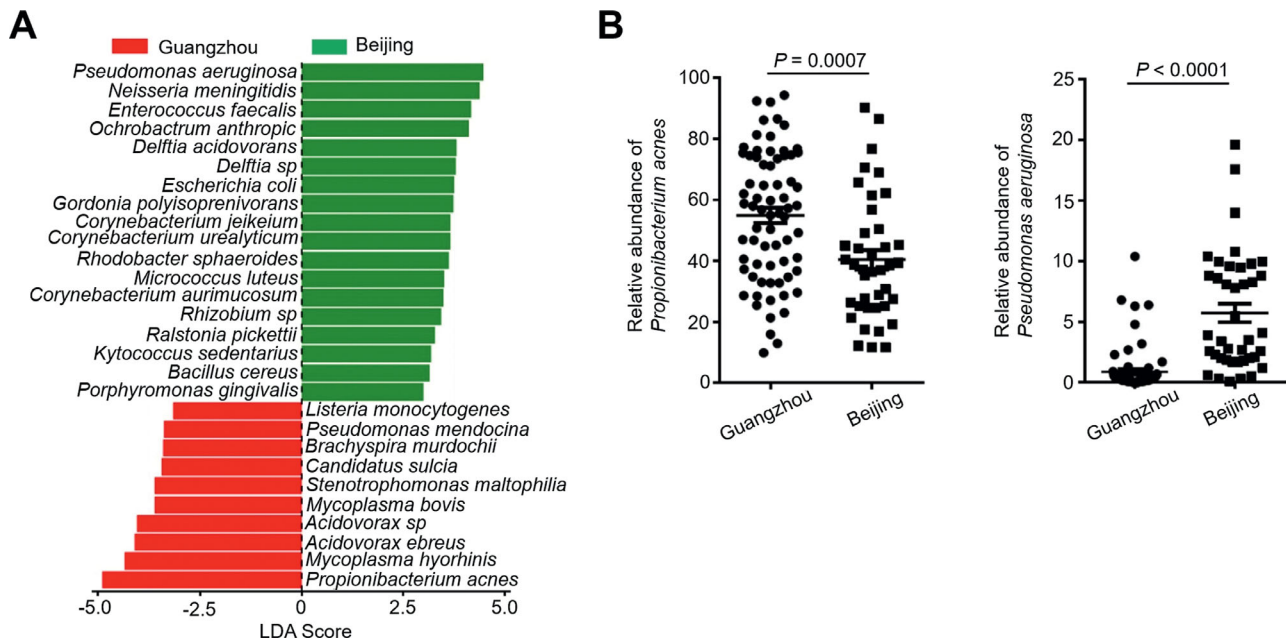 A
Guangzhou
Beijing
Pseudomonas aeruginosa
Neisseria meningitidis
Enterococcus faecalis
Ochrobactrum anthropic
Delftia acidovorans
Delftia sp
Escherichia coli
Gordonia polyisoprenivorans
Corynebacterium jeikeium
Corynebacterium urealyticum
Rhodobacter sphaeroides
Micrococcus luteus
Corynebacterium aurimucosum
Rhizobium sp
Ralstonia pickettii
Kytococcus sedentarius
Bacillus cereus
Porphyromonas gingivalis
Listeria monocytogenes
Pseudomonas mendocina
Brachyspira murdochii
Candidatus sulcia
Stenotrophomonas maltophilia
Mycoplasma bovis
Acidovorax sp
Acidovorax ebreus
Mycoplasma hyorhinis
Propionibacterium acnes
-5.0 -2.5 0 2.5 5.0
LDA Score
B
P = 0.0007
100
80
60
40
20
0
Relative abundance of
Propionibacterium acnes
Guangzhou
Beijing
P < 0.0001
25
20
15
10
5
0
Relative abundance of
Pseudomonas aeruginosa
Guangzhou
Beijing